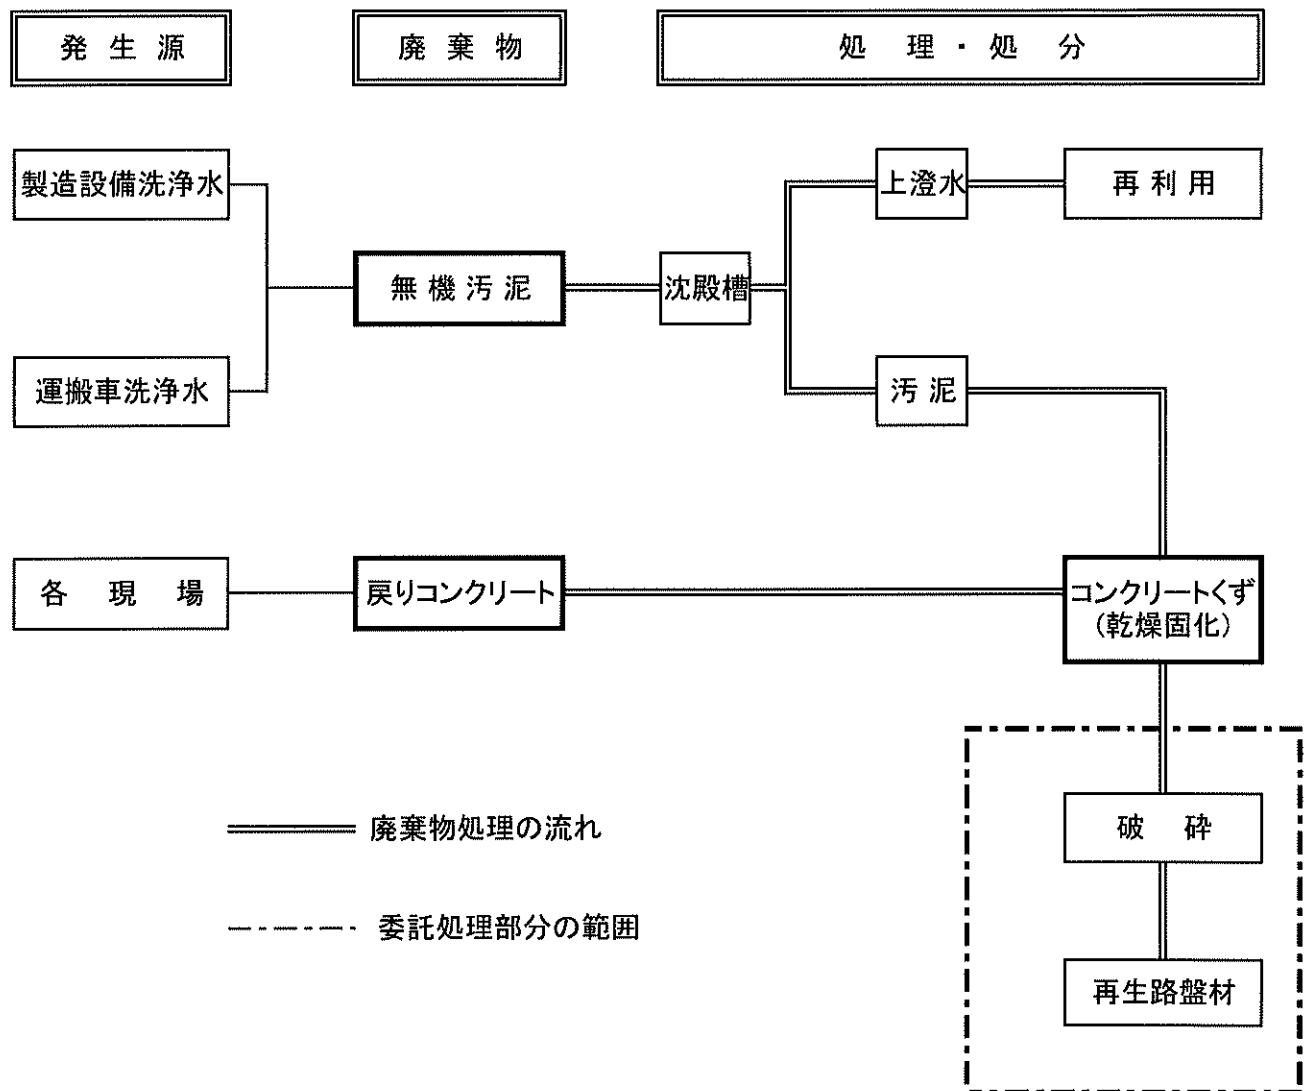 発生源
廃棄物
処理・処分
製造設備洗浄水
上澄水
再利用
無機汚泥
沈殿槽
運搬車洗浄水
汚泥
各現場
戻りコンクリート
コンクリートくず
(乾燥固化)
破砕
廃棄物処理の流れ
委託処理部分の範囲
再生路盤材